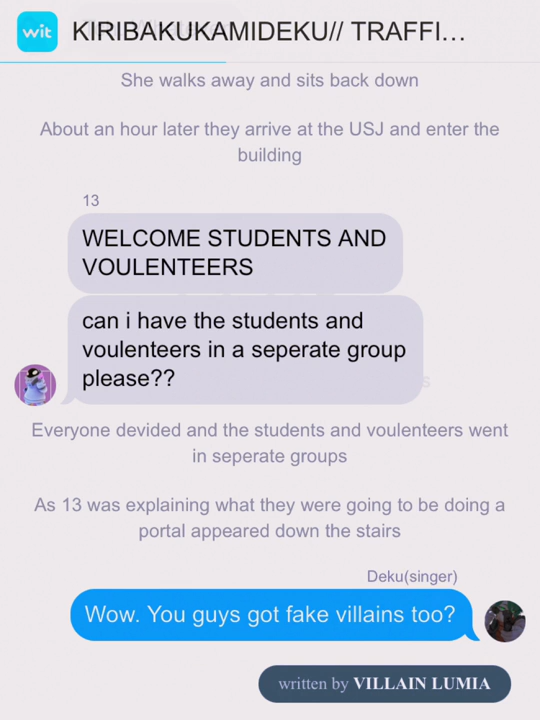 wit
KIRIBAKUKAMIDEKU// TRAFFI...
She walks away and sits back down
About an hour later they arrive at the USJ and enter the
building
13
WELCOME STUDENTS AND
VOULENTEERS
can i have the students and
voulenteers in a seperate group
please??
Everyone devided and the students and voulenteers went
in seperate groups
As 13 was explaining what they were going to be doing a
portal appeared down the stairs
Deku(singer)
Wow. You guys got fake villains too?
written by VILLAIN LUMIA